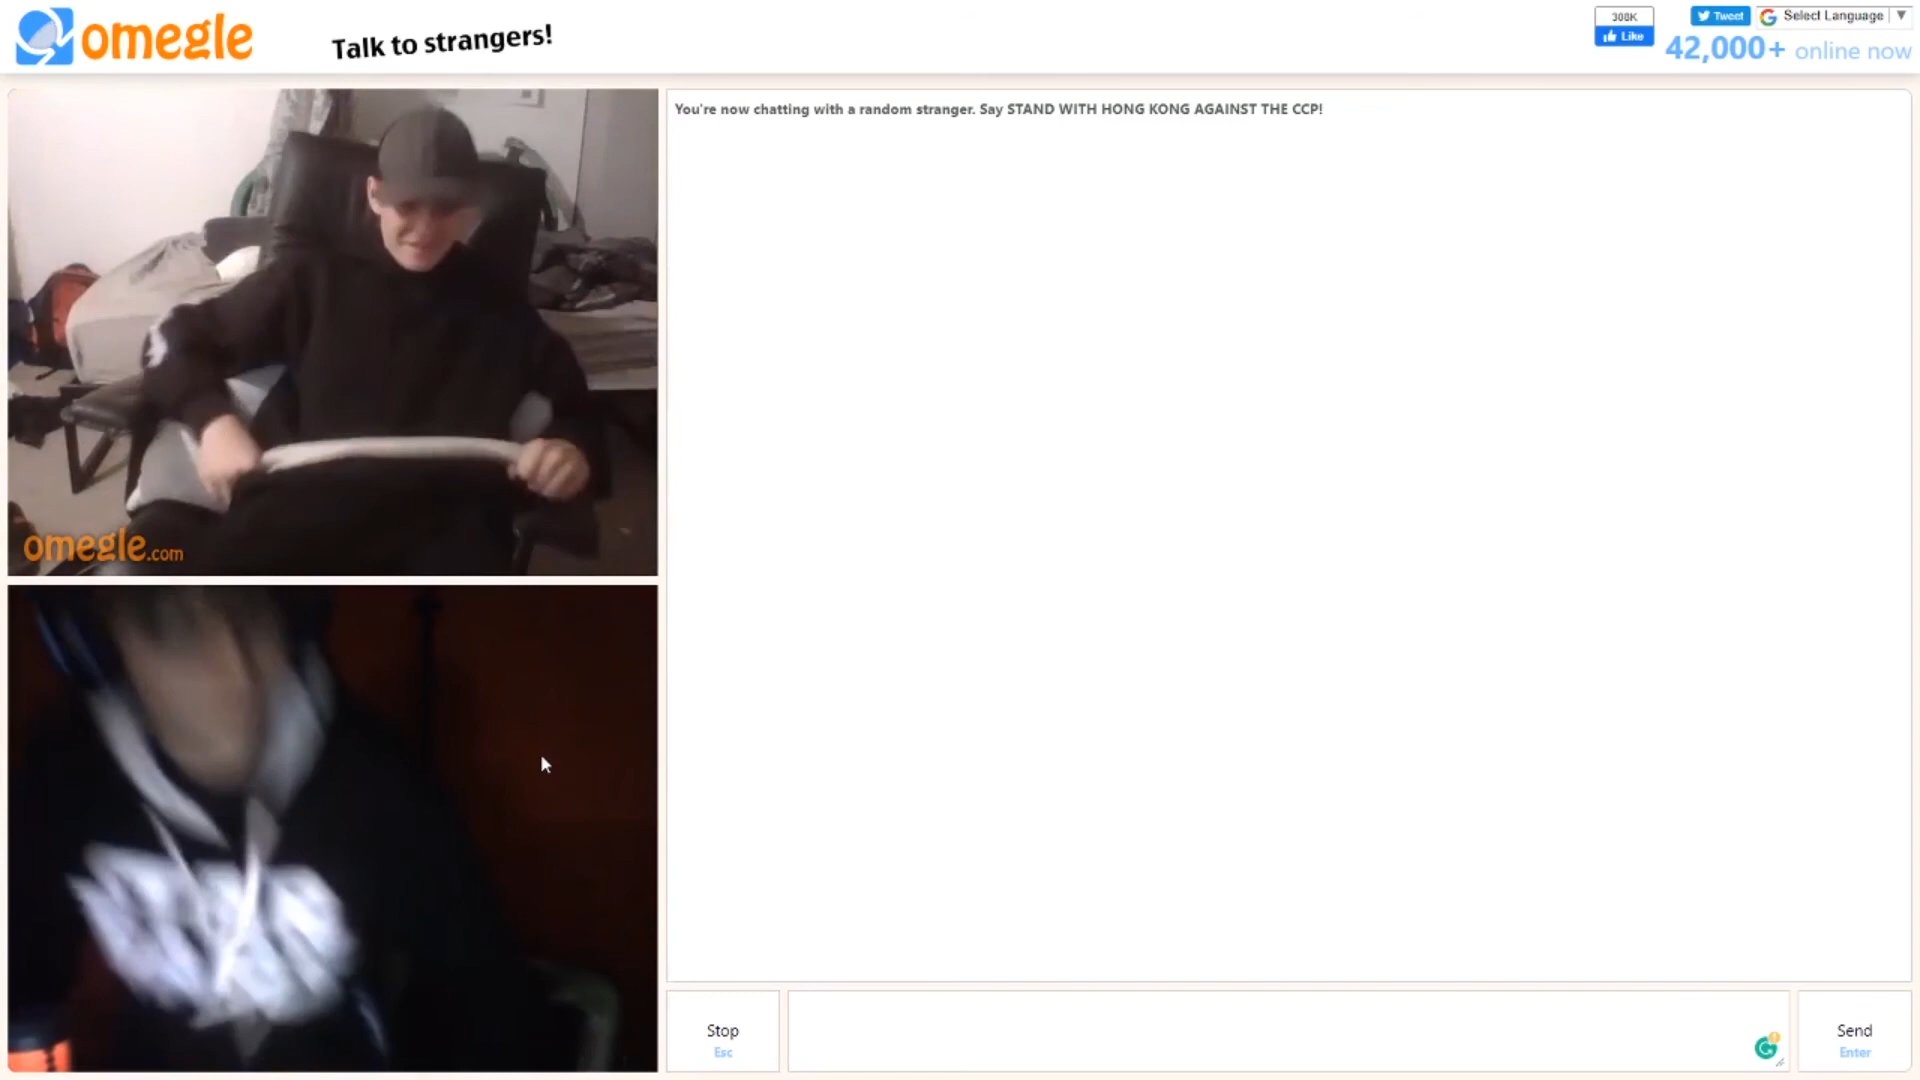 omegle
Talk to strangers!
308K
Like
Tweet
Select Language
42,000+ online now
You're now chatting with a random stranger. Say STAND WITH HONG KONG AGAINST THE CCP!
omegle.com
Stop
Esc
Send
Enter